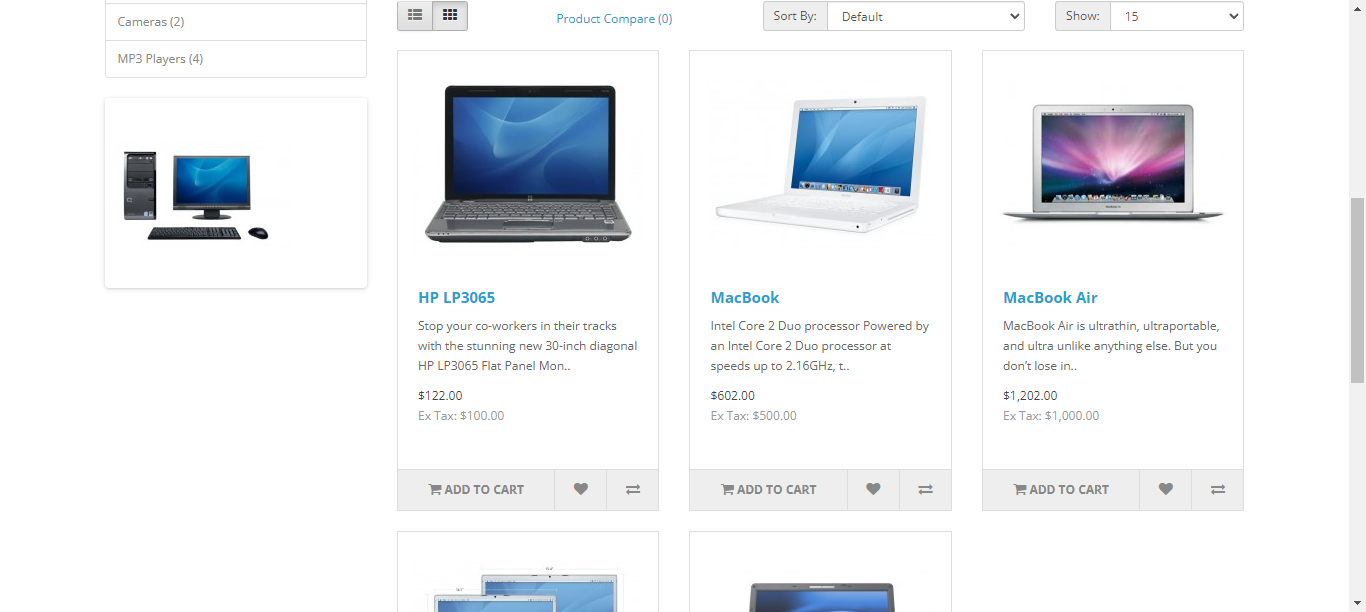 Cameras (2)
MP3 Players (4)
Product Compare (0)
Sort By:
Default
Show:
15
HP LP3065
Stop your co-workers in their tracks
with the stunning new 30-inch diagonal
HP LP3065 Flat Panel Mon..
$122.00
Ex Tax: $100.00
ADD TO CART
MacBook
Intel Core 2 Duo processor Powered by
an Intel Core 2 Duo processor at
speeds up to 2.16GHz, t..
$602.00
Ex Tax: $500.00
ADD TO CART
MacBook Air
MacBook Air is ultrathin, ultraportable,
and ultra unlike anything else. But you
don’t lose in..
$1,202.00
Ex Tax: $1,000.00
ADD TO CART